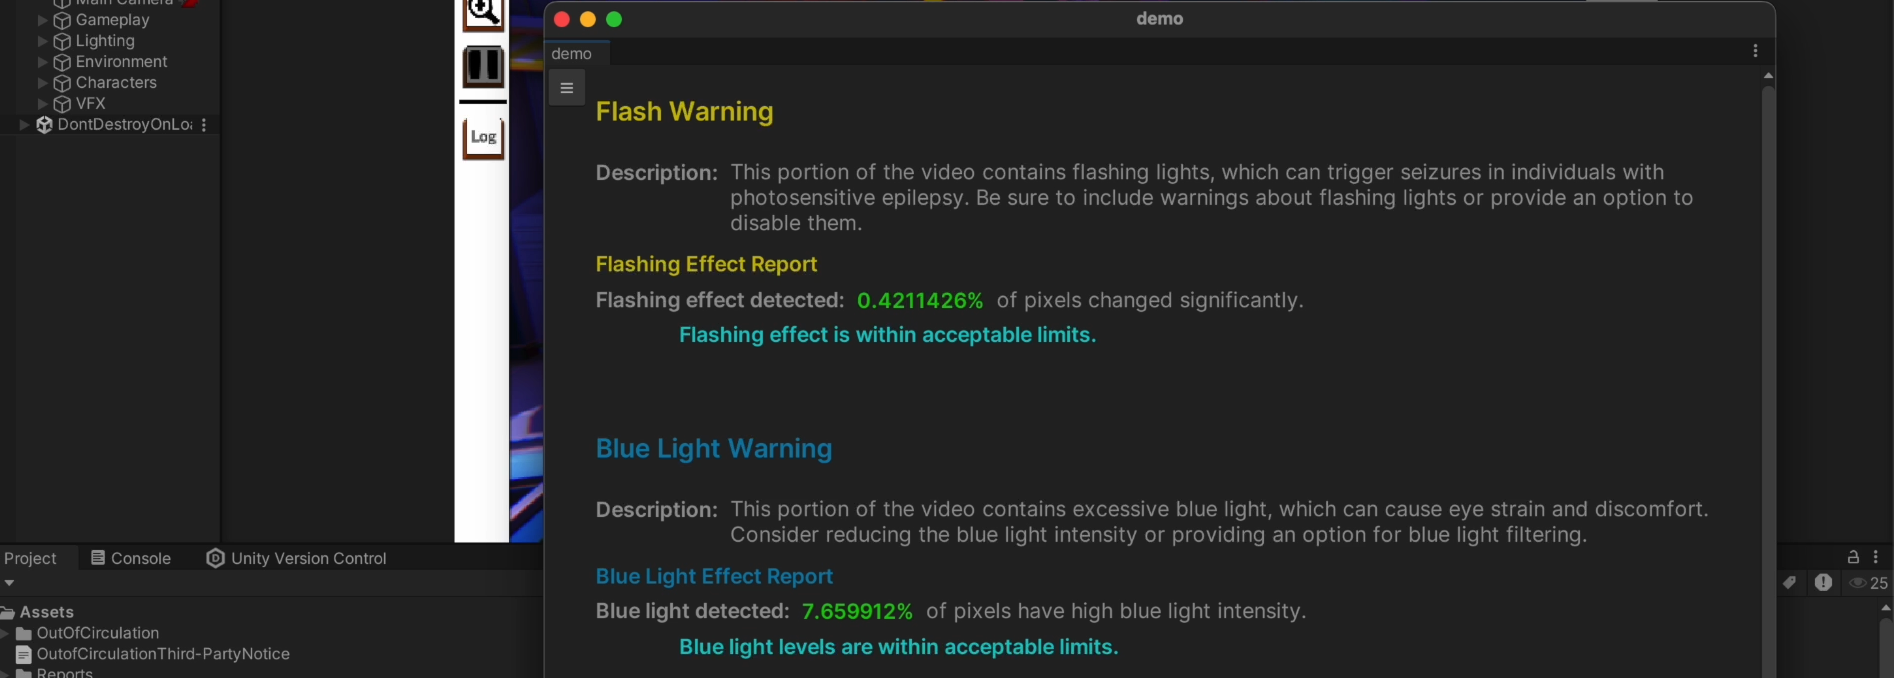 Main Camera
Gameplay
Lighting
Environment
Characters
VFX
DontDestroyOnLo
Log
demo
demo
Flash Warning
Description: This portion of the video contains flashing lights, which can trigger seizures in individuals with
photosensitive epilepsy. Be sure to include warnings about flashing lights or provide an option to
disable them.
Flashing Effect Report
Flashing effect detected: 0.4211426% of pixels changed significantly.
Flashing effect is within acceptable limits.
Blue Light Warning
Description: This portion of the video contains excessive blue light, which can cause eye strain and discomfort.
Consider reducing the blue light intensity or providing an option for blue light filtering.
Blue Light Effect Report
Blue light detected: 7.659912% of pixels have high blue light intensity.
Blue light levels are within acceptable limits.
Project Console Unity Version Control
25
Assets
OutOfCirculation
OutofCirculationThird-PartyNotice
Reports